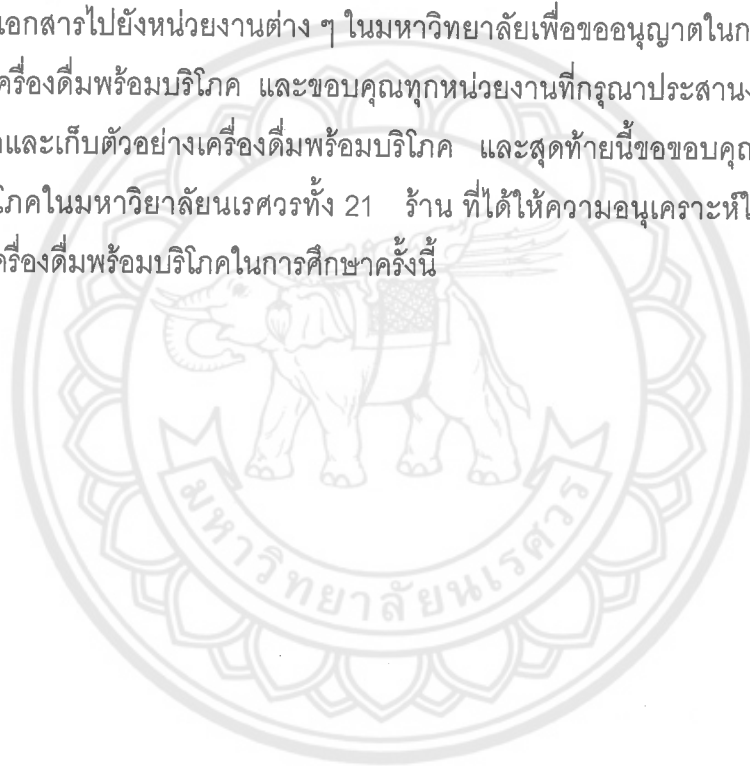 เอกสารไปยังหน่วยงานต่าง ๆ ในมหาวิทยาลัยเพื่อขออนุญาตในก
ครื่องดื่มพร้อมบริโภค และขอบคุณทุกหน่วยงานที่กรุณาประสานง
และเก็บตัวอย่างเครื่องดื่มพร้อมบริโภค และสุดท้ายนี้ขอขอบคุณ
โภคในมหาวิยาลัยนเรศวรทั้ง 21 ร้าน ที่ได้ให้ความอนุเคราะห์ใ
ครื่องดื่มพร้อมบริโภคในการศึกษาครั้งนี้
มหาวิทยาลัยนเรศวร